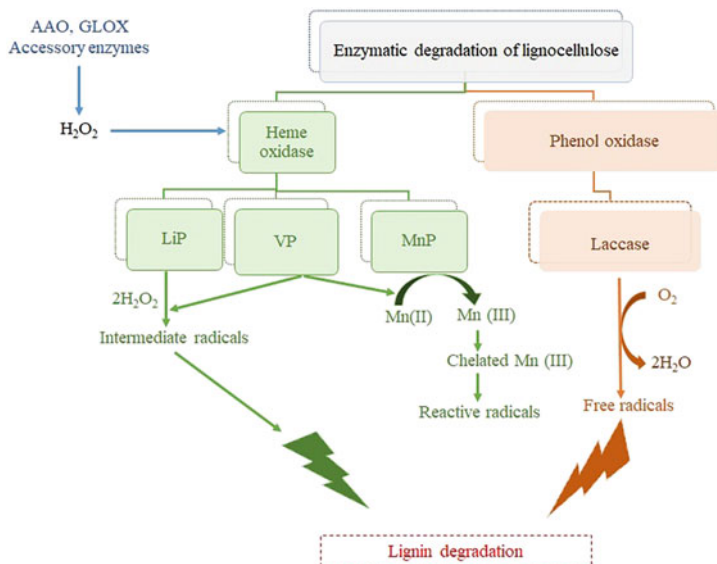 AAO, GLOX
Accessory enzymes
Enzymatic degradation of lignocellulose
H₂O₂
Heme
oxidase
Phenol oxidase
LiP
VP
MnP
Laccase
2H₂O₂
Mn(II)
Mn (III)
O₂
Intermediate radicals
Chelated Mn (III)
2H₂O
Reactive radicals
Free radicals
Lignin degradation